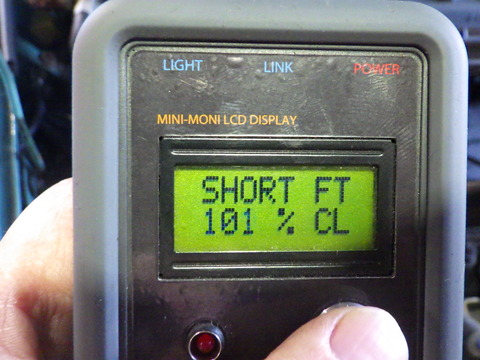 LIGHT LINK POWER
MINI-MONI LCD DISPLAY
SHORT FT
101 % CL